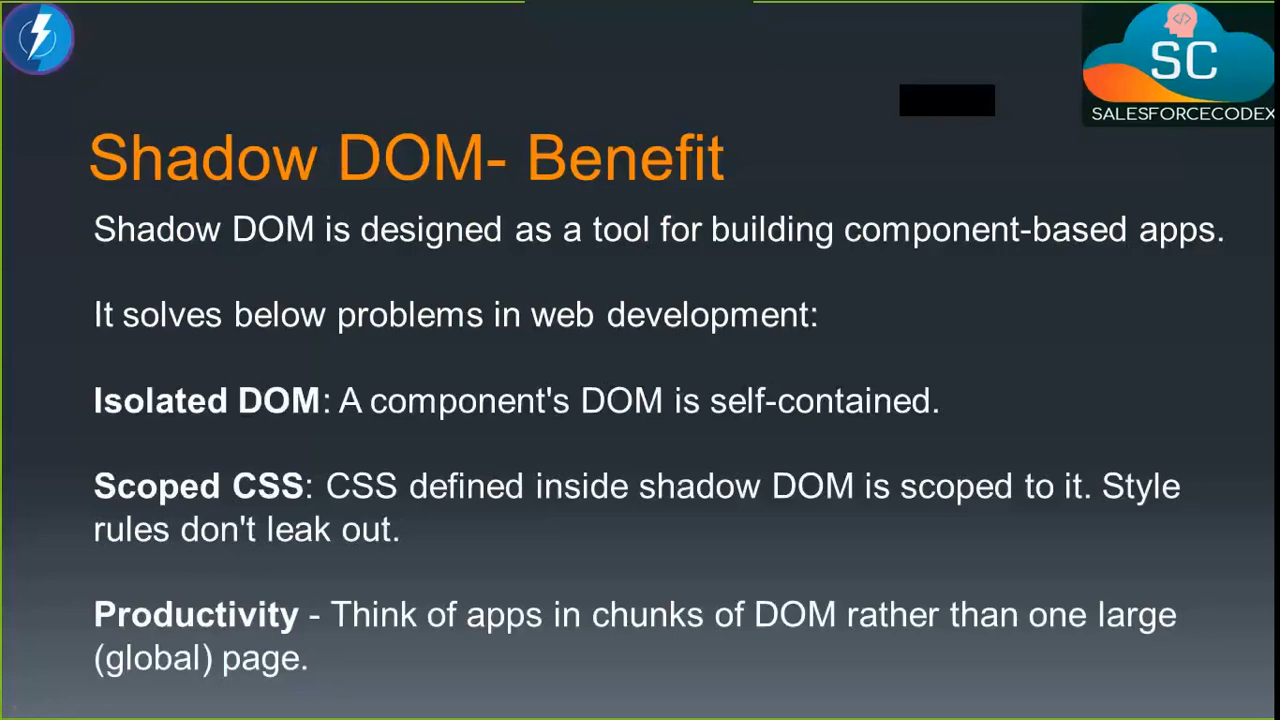 SC
SALESFORCECODEX
Shadow DOM- Benefit
Shadow DOM is designed as a tool for building component-based apps.
It solves below problems in web development:
Isolated DOM: A component's DOM is self-contained.
Scoped CSS: CSS defined inside shadow DOM is scoped to it. Style
rules don't leak out.
Productivity - Think of apps in chunks of DOM rather than one large
(global) page.